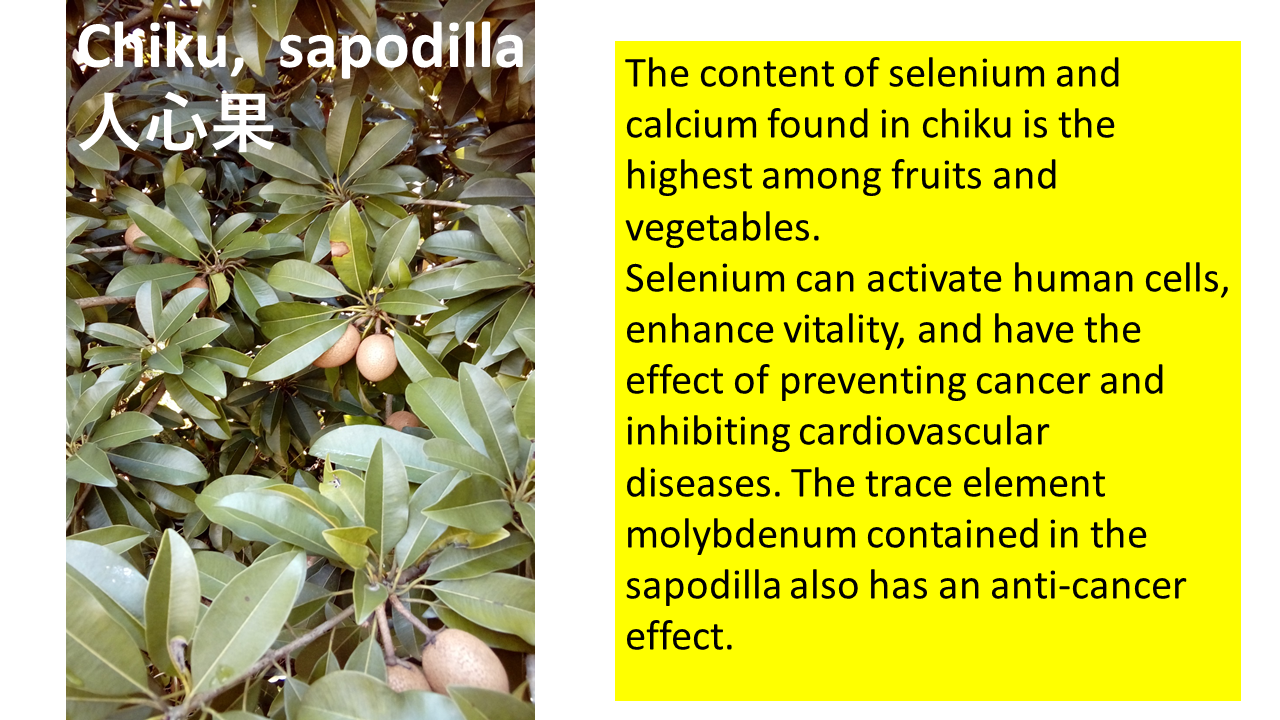 Chiku, sapodilla
人心果
The content of selenium and
calcium found in chiku is the
highest among fruits and
vegetables.
Selenium can activate human cells,
enhance vitality, and have the
effect of preventing cancer and
inhibiting cardiovascular
diseases. The trace element
molybdenum contained in the
sapodilla also has an anti-cancer
effect.